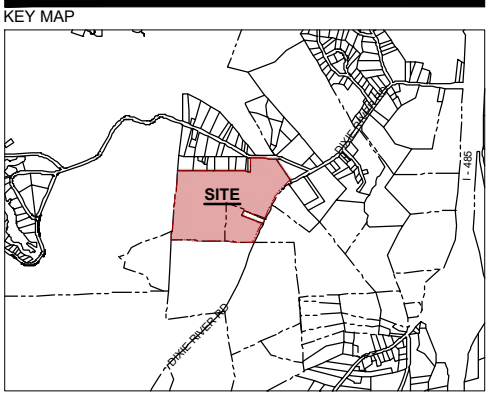 KEY MAP
DIXIE RIVER RD
I - 485
SITE
DIXIE RIVER RD